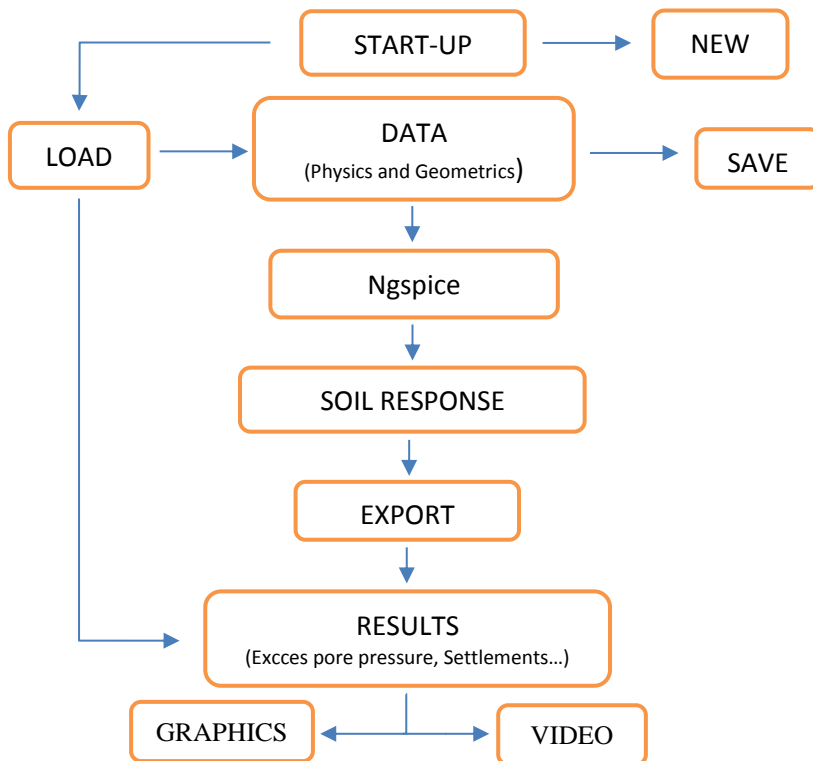 START-UP
NEW
LOAD
DATA
(Physics and Geometrics)
SAVE
Ngspice
SOIL RESPONSE
EXPORT
RESULTS
(Excces pore pressure, Settlements...)
GRAPHICS
VIDEO